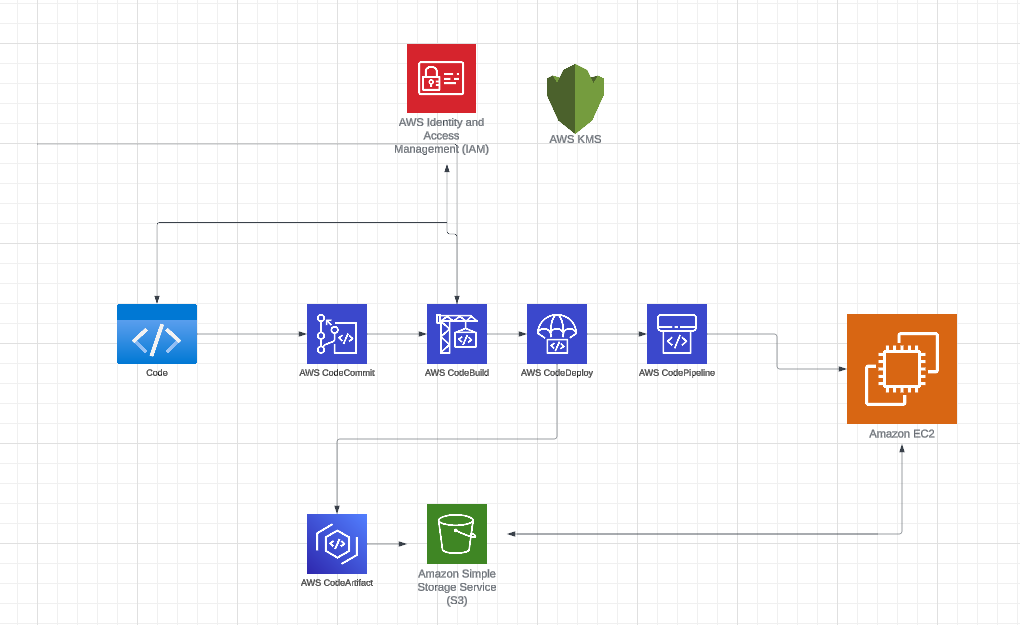 AWS Identity and
Access
Management (IAM)
AWS KMS
Code
AWS CodeCommit
AWS CodeBuild
AWS CodeDeploy
AWS CodePipeline
Amazon EC2
AWS CodeArtifact
Amazon Simple
Storage Service
(S3)